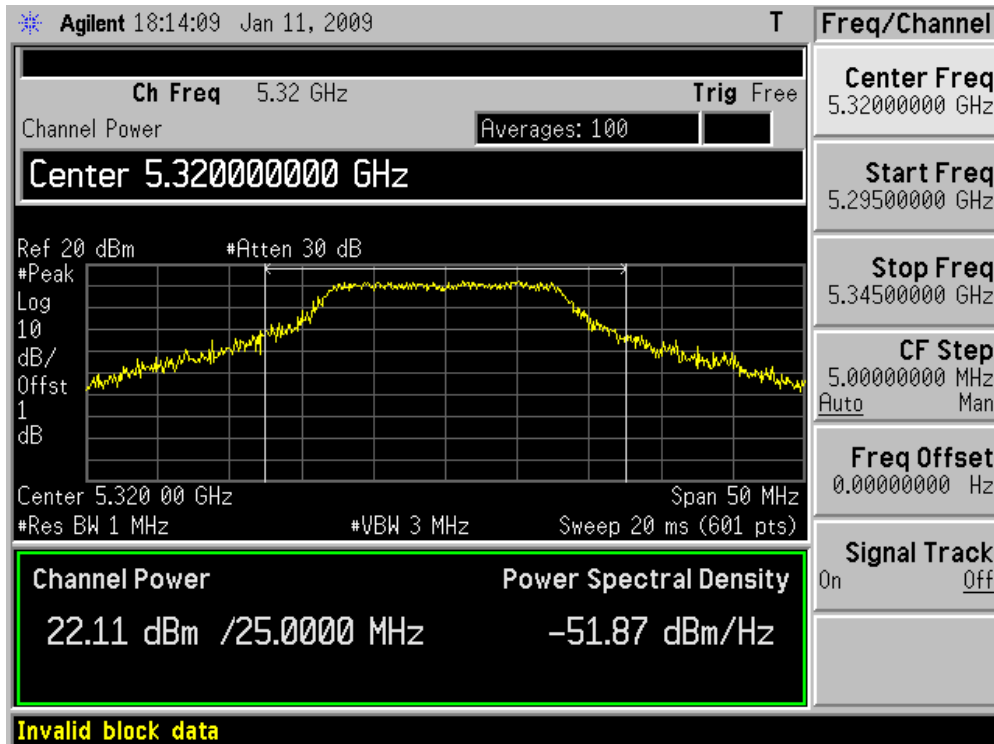 Agilent 18:14:09 Jan 11, 2009 T
Freq/Channel
Ch Freq 5.32 GHz Trig Free
Channel Power Averages: 100
Center 5.320000000 GHz
Ref 20 dBm #Atten 30 dB
#Peak
Log
10
dB/
Offst
1
dB
Center 5.320 00 GHz Span 50 MHz
#Res BW 1 MHz #VBW 3 MHz Sweep 20 ms (601 pts)
Channel Power Power Spectral Density
22.11 dBm /25.0000 MHz -51.87 dBm/Hz
Invalid block data
Center Freq
5.32000000 GHz
Start Freq
5.29500000 GHz
Stop Freq
5.34500000 GHz
CF Step
5.00000000 MHz
Auto Man
Freq Offset
0.00000000 Hz
Signal Track
On Off